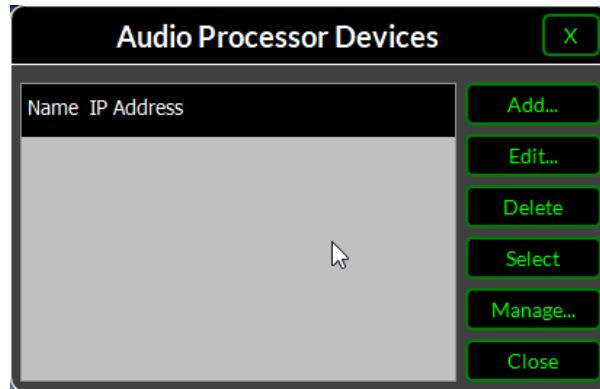 Audio Processor Devices
X
Name IP Address
Add...
Edit...
Delete
Select
Manage...
Close